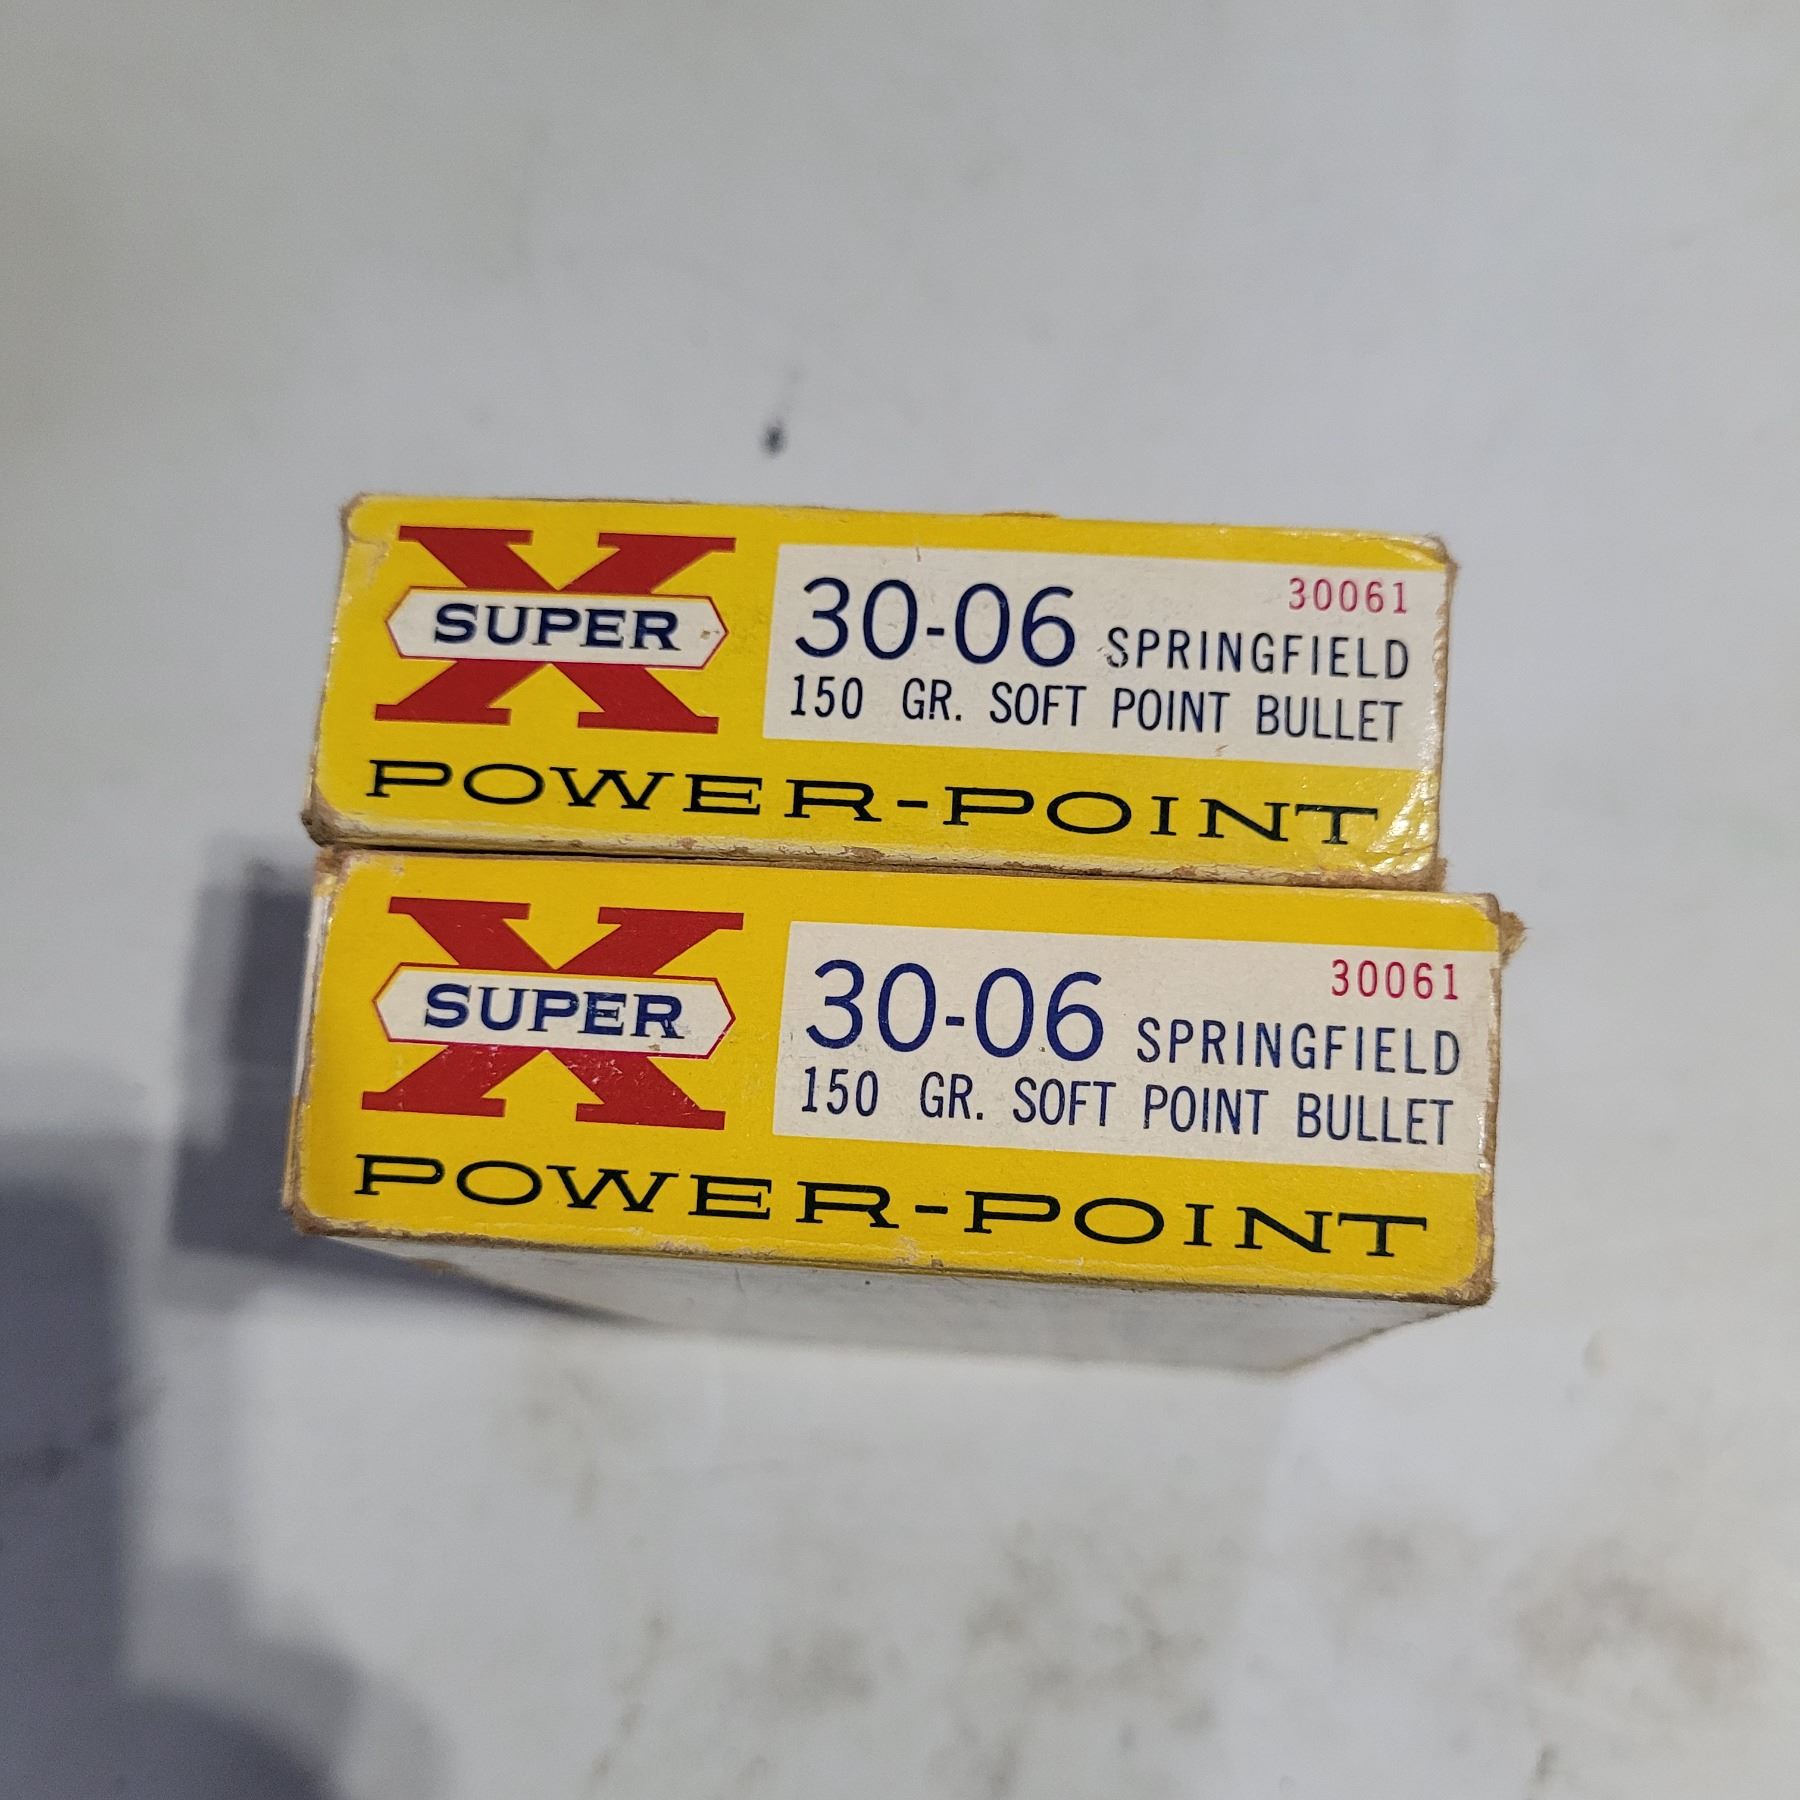 X
SUPER
30061
30-06 SPRINGFIELD
150 GR. SOFT POINT BULLET
POWER-POINT
X
SUPER
30061
30-06 SPRINGFIELD
150 GR. SOFT POINT BULLET
POWER-POINT